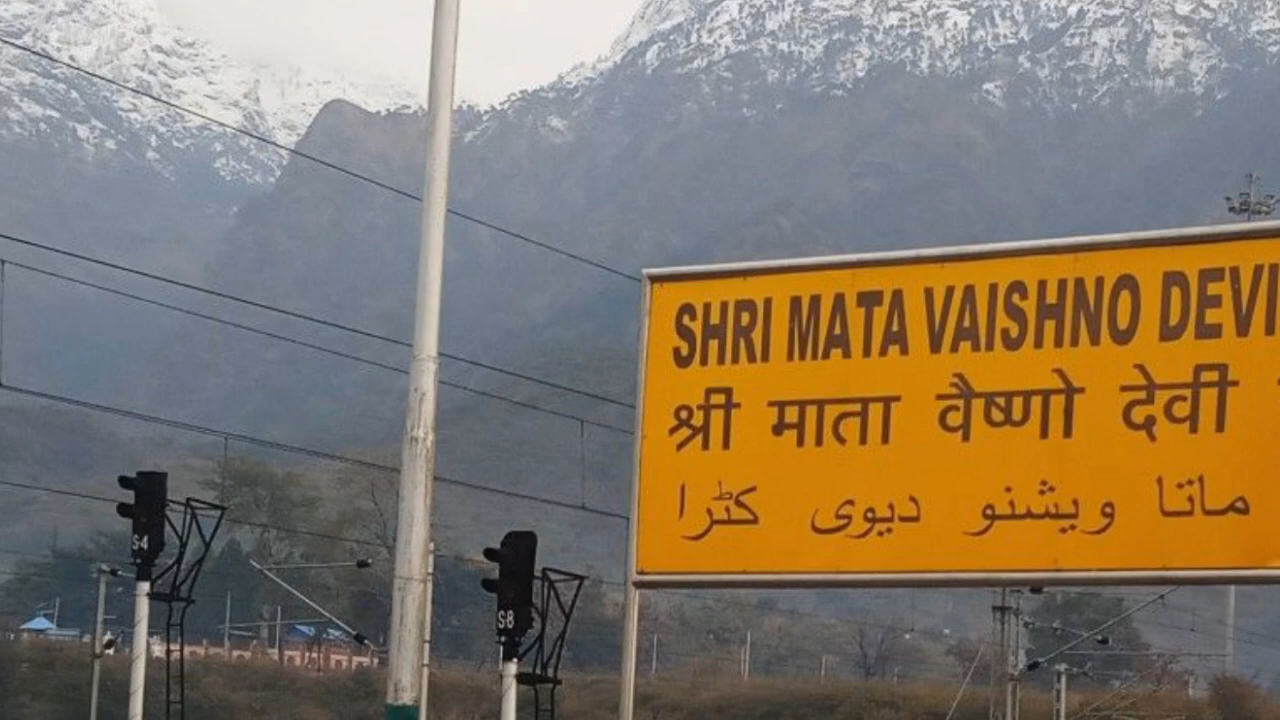 SHRI MATA VAISHNO DEVI
श्री माता वैष्णो देवी
ماتا ویشنو دیوی کٹرا
S4
S8